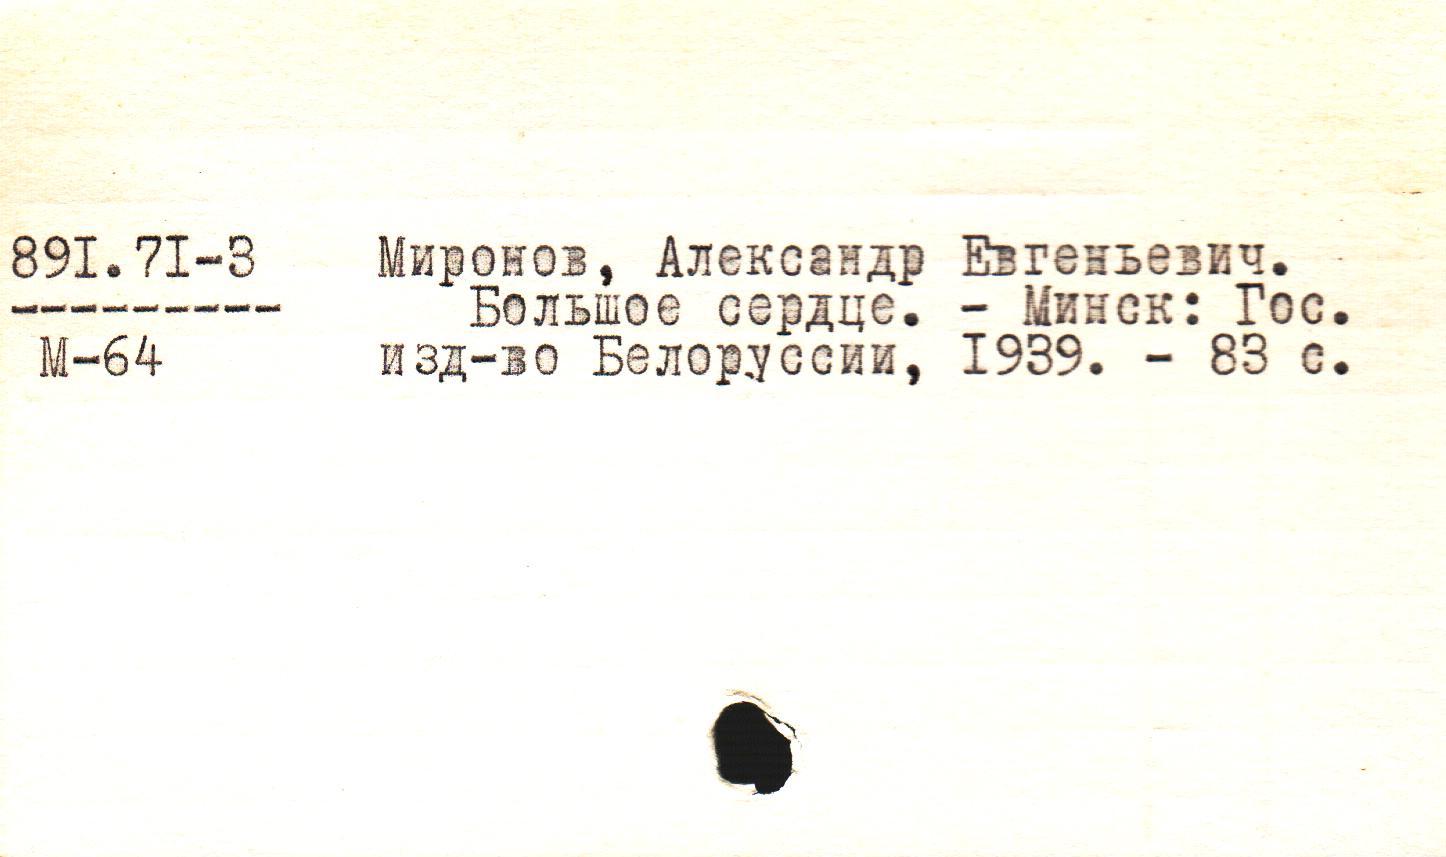 891.71-3 Миронов, Александр Евгеньевич.
--------- Большое сердце. - Минск: Гос.
М-64 изд-во Белоруссии, 1939. - 83 с.